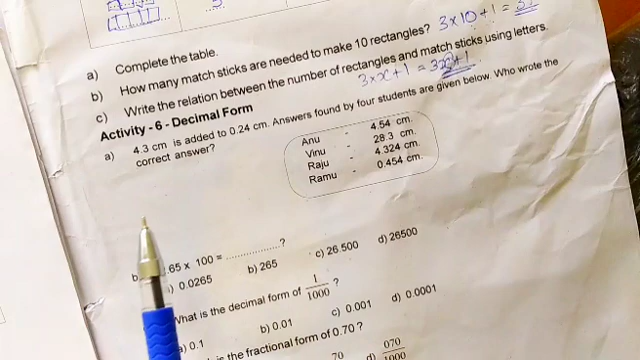 a) Complete the table.
b) How many match sticks are needed to make 10 rectangles? 3x10+1 = 31
c) Write the relation between the number of rectangles and match sticks using letters.
3xx+1 = 3x+1
Activity - 6 - Decimal Form
a) 4.3 cm is added to 0.24 cm. Answers found by four students are given below. Who wrote the
correct answer?
Anu - 4.54 cm.
Vinu - 28.3 cm.
Raju - 4.324 cm.
Ramu - 0.454 cm.
.65 x 100 = ..................?
) 0.0265 b) 265 c) 26.500 d) 26500
What is the decimal form of 1/1000 ?
a) 0.1 b) 0.01 c) 0.001 d) 0.0001
is the fractional form of 0.70 ?
70 d) 070/1000